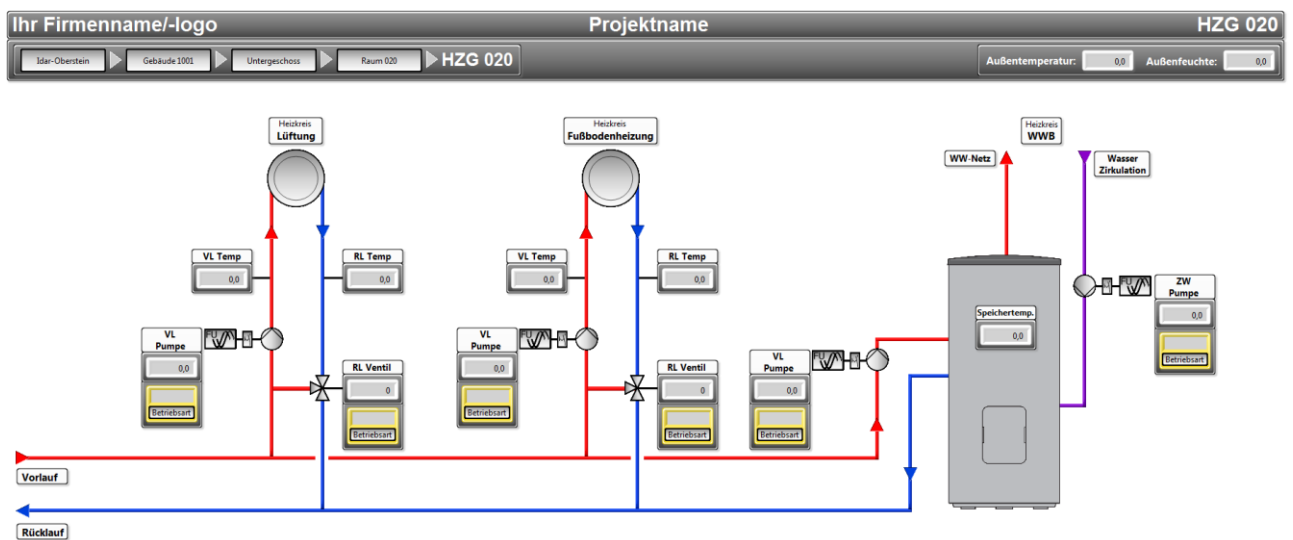 Ihr Firmenname/-logo
Projektname
HZG 020
Idar-Oberstein
Gebäude 1001
Untergeschoss
Raum 020
HZG 020
Außentemperatur:
0,0
Außenfeuchte:
0,0
Heizkreis
Lüftung
Heizkreis
Fußbodenheizung
Heizkreis
WWB
WW-Netz
Wasser
Zirkulation
VL Temp
0,0
RL Temp
0,0
VL Temp
0,0
RL Temp
0,0
ZW
Pumpe
0,0
Betriebsart
FU
M
Speichertemp.
0,0
VL
Pumpe
0,0
Betriebsart
FU
M
RL Ventil
0
Betriebsart
VL
Pumpe
0,0
Betriebsart
FU
M
RL Ventil
0
Betriebsart
VL
Pumpe
0,0
Betriebsart
FU
M
Vorlauf
Rücklauf